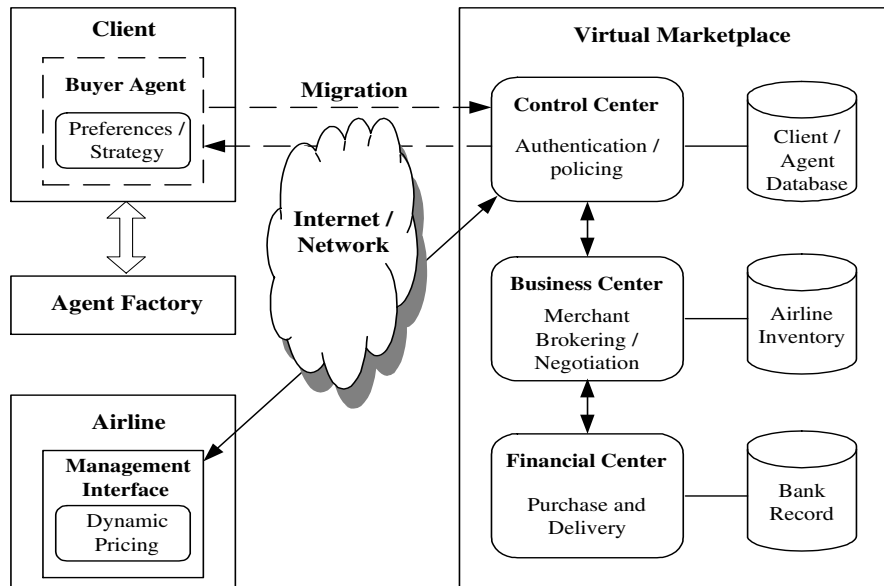 Client
Buyer Agent
Preferences /
Strategy
Agent Factory
Airline
Management
Interface
Dynamic
Pricing
Migration
Internet /
Network
Virtual Marketplace
Control Center
Authentication /
policing
Client /
Agent
Database
Business Center
Merchant
Brokering /
Negotiation
Airline
Inventory
Financial Center
Purchase and
Delivery
Bank
Record